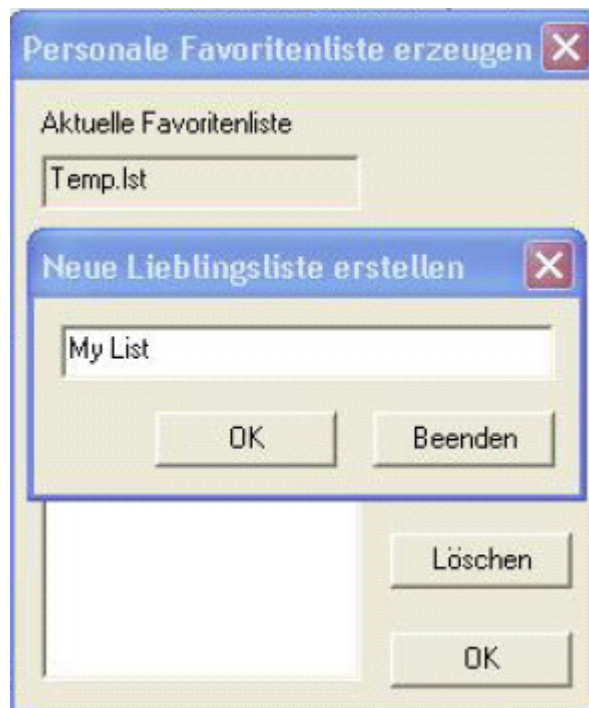 Personale Favoritenliste erzeugen
Aktuelle Favoritenliste
Temp.lst
Neue Lieblingsliste erstellen
My List
OK Beenden
Löschen
OK